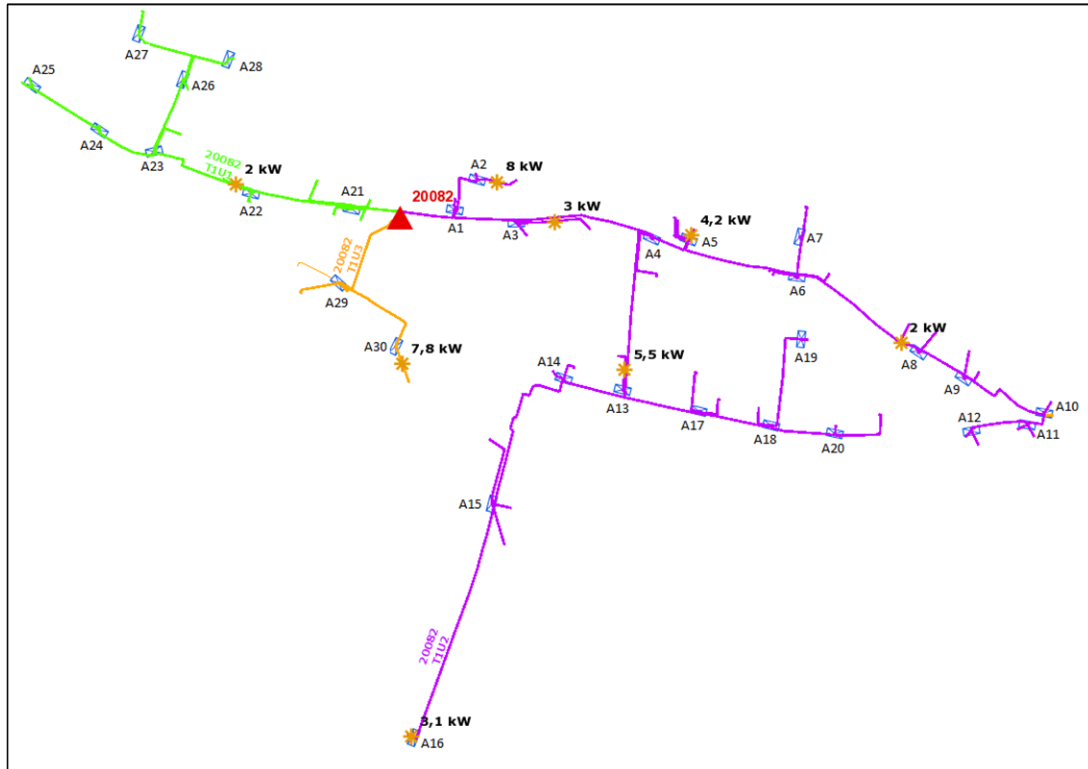 A27
A28
A25
A26
A24
A23
20082
T1U1
2 kW
A22
A21
20082
A2
8 kW
A1
A3
3 kW
A4
4,2 kW
A5
A7
A6
20082
T1U3
A29
A30
7,8 kW
2 kW
A8
A9
A10
A11
A12
A19
A14
5,5 kW
A13
A17
A18
A20
A15
20082
T1U2
3,1 kW
A16